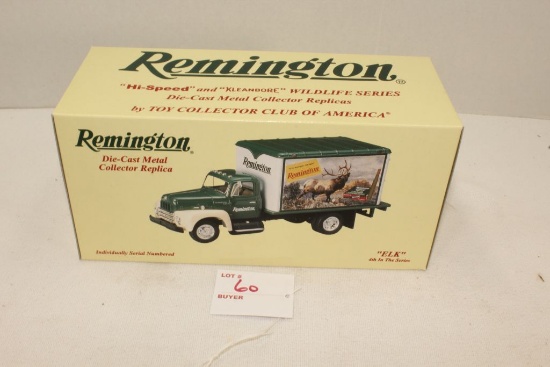 Remington®
"Hi-Speed" and "KLEANBORE" WILDLIFE SERIES
Die-Cast Metal Collector Replicas
by TOY COLLECTOR CLUB OF AMERICA®
Remington
Die-Cast Metal
Collector Replica
Remington
Remington
Remington
Individually Serial Numbered
"ELK"
4th In The Series
LOT #
60
BUYER